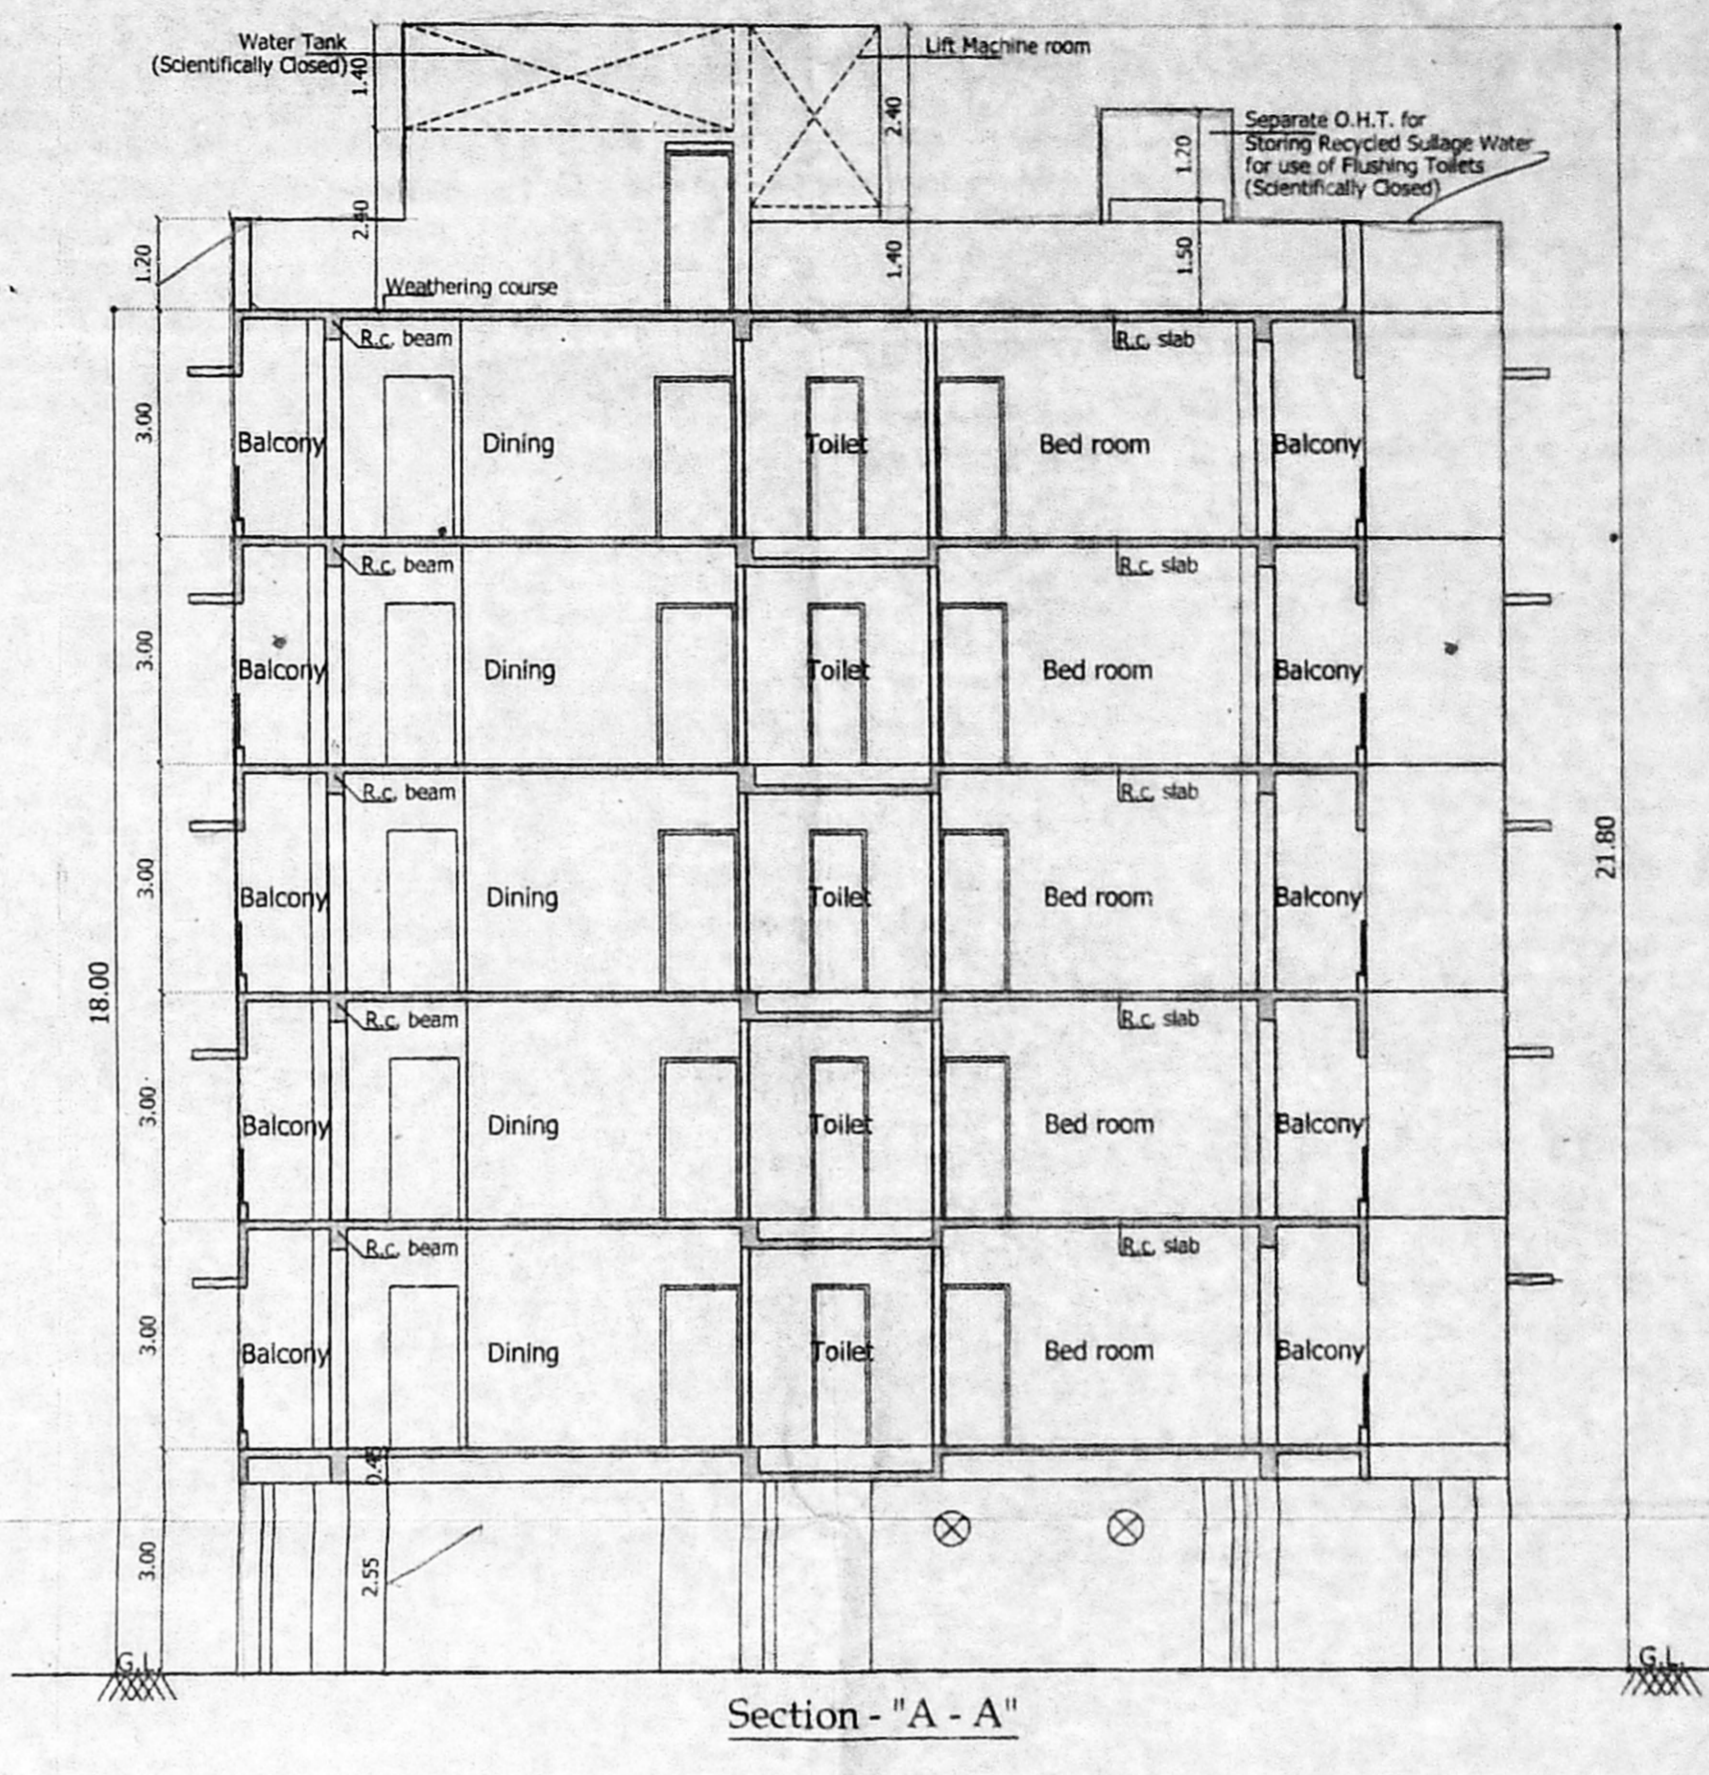 Water Tank
(Scientifically Closed)
1.40
Lift Machine room
2.40
Separate O.H.T. for
Storing Recycled Sullage Water
for use of Flushing Toilets
(Scientifically Closed)
1.20
2.40
1.20
1.40
1.50
Weathering course
R.c. beam
R.c. slab
3.00
Balcony Dining Toilet Bed room Balcony
R.c. beam
R.c. slab
3.00
Balcony Dining Toilet Bed room Balcony
R.c. beam
R.c. slab
21.80
3.00
Balcony Dining Toilet Bed room Balcony
18.00
R.c. beam
R.c. slab
3.00
Balcony Dining Toilet Bed room Balcony
R.c. beam
R.c. slab
3.00
Balcony Dining Toilet Bed room Balcony
0.45
3.00
2.55
G.L.
G.L.
Section - "A - A"